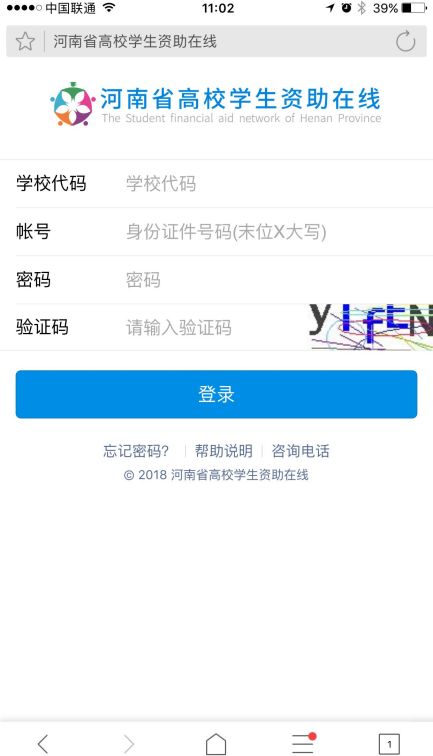 中国联通 11:02 39%
河南省高校学生资助在线
河南省高校学生资助在线
The Student financial aid network of Henan Province
学校代码 学校代码
帐号 身份证件号码(末位X大写)
密码 密码
验证码 请输入验证码
登录
忘记密码? 帮助说明 咨询电话
© 2018 河南省高校学生资助在线
1